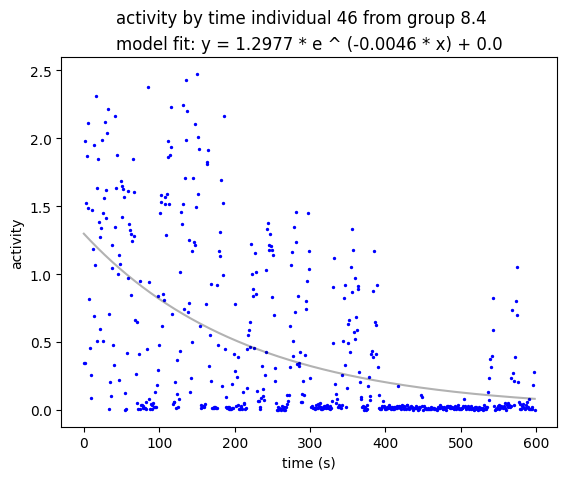 activity by time individual 46 from group 8.4
model fit: y = 1.2977 * e ^ (-0.0046 * x) + 0.0
2.5
2.0
1.5
1.0
0.5
0.0
activity
0 100 200 300 400 500 600
time (s)